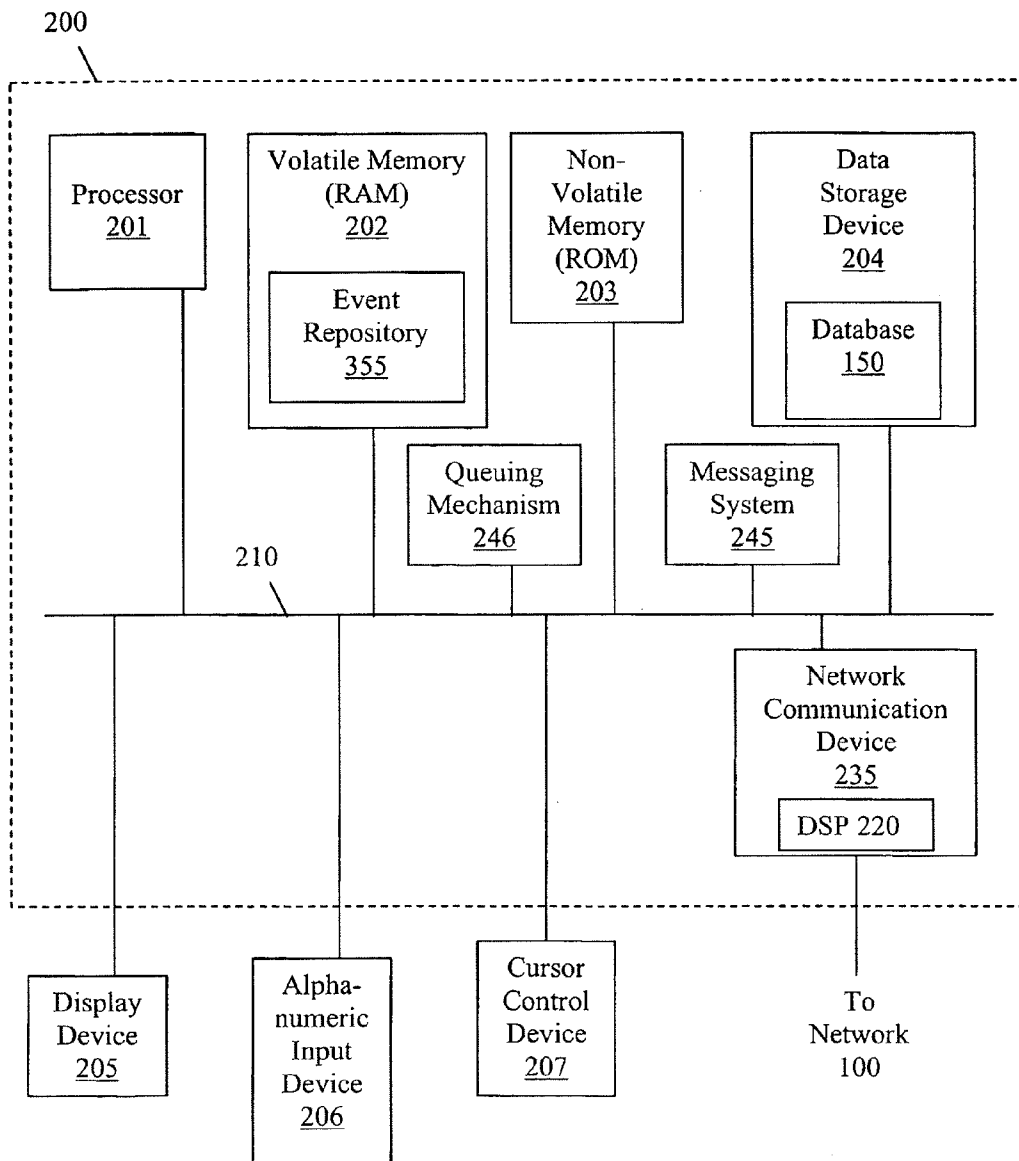 200
Processor
201
Volatile Memory
(RAM)
202
Event
Repository
355
Non-
Volatile
Memory
(ROM)
203
Data
Storage
Device
204
Database
150
Queuing
Mechanism
246
Messaging
System
245
210
Network
Communication
Device
235
DSP 220
Display
Device
205
Alpha-
numeric
Input
Device
206
Cursor
Control
Device
207
To
Network
100